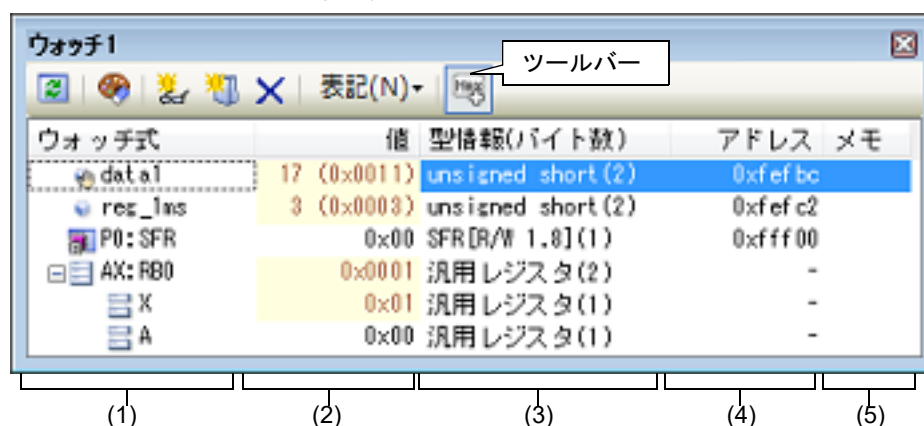 ウォッチ1
ツールバー
表記(N)
Hex
ウォッチ式 値 型情報(バイト数) アドレス メモ
data1 17 (0x0011) unsigned short(2) 0xfefbc
reg_1ms 3 (0x0003) unsigned short(2) 0xfefc2
P0:SFR 0x00 SFR[R/W 1.8](1) 0xfff00
AX:RB0 0x0001 汎用レジスタ(2) -
X 0x01 汎用レジスタ(1) -
A 0x00 汎用レジスタ(1) -
(1) (2) (3) (4) (5)